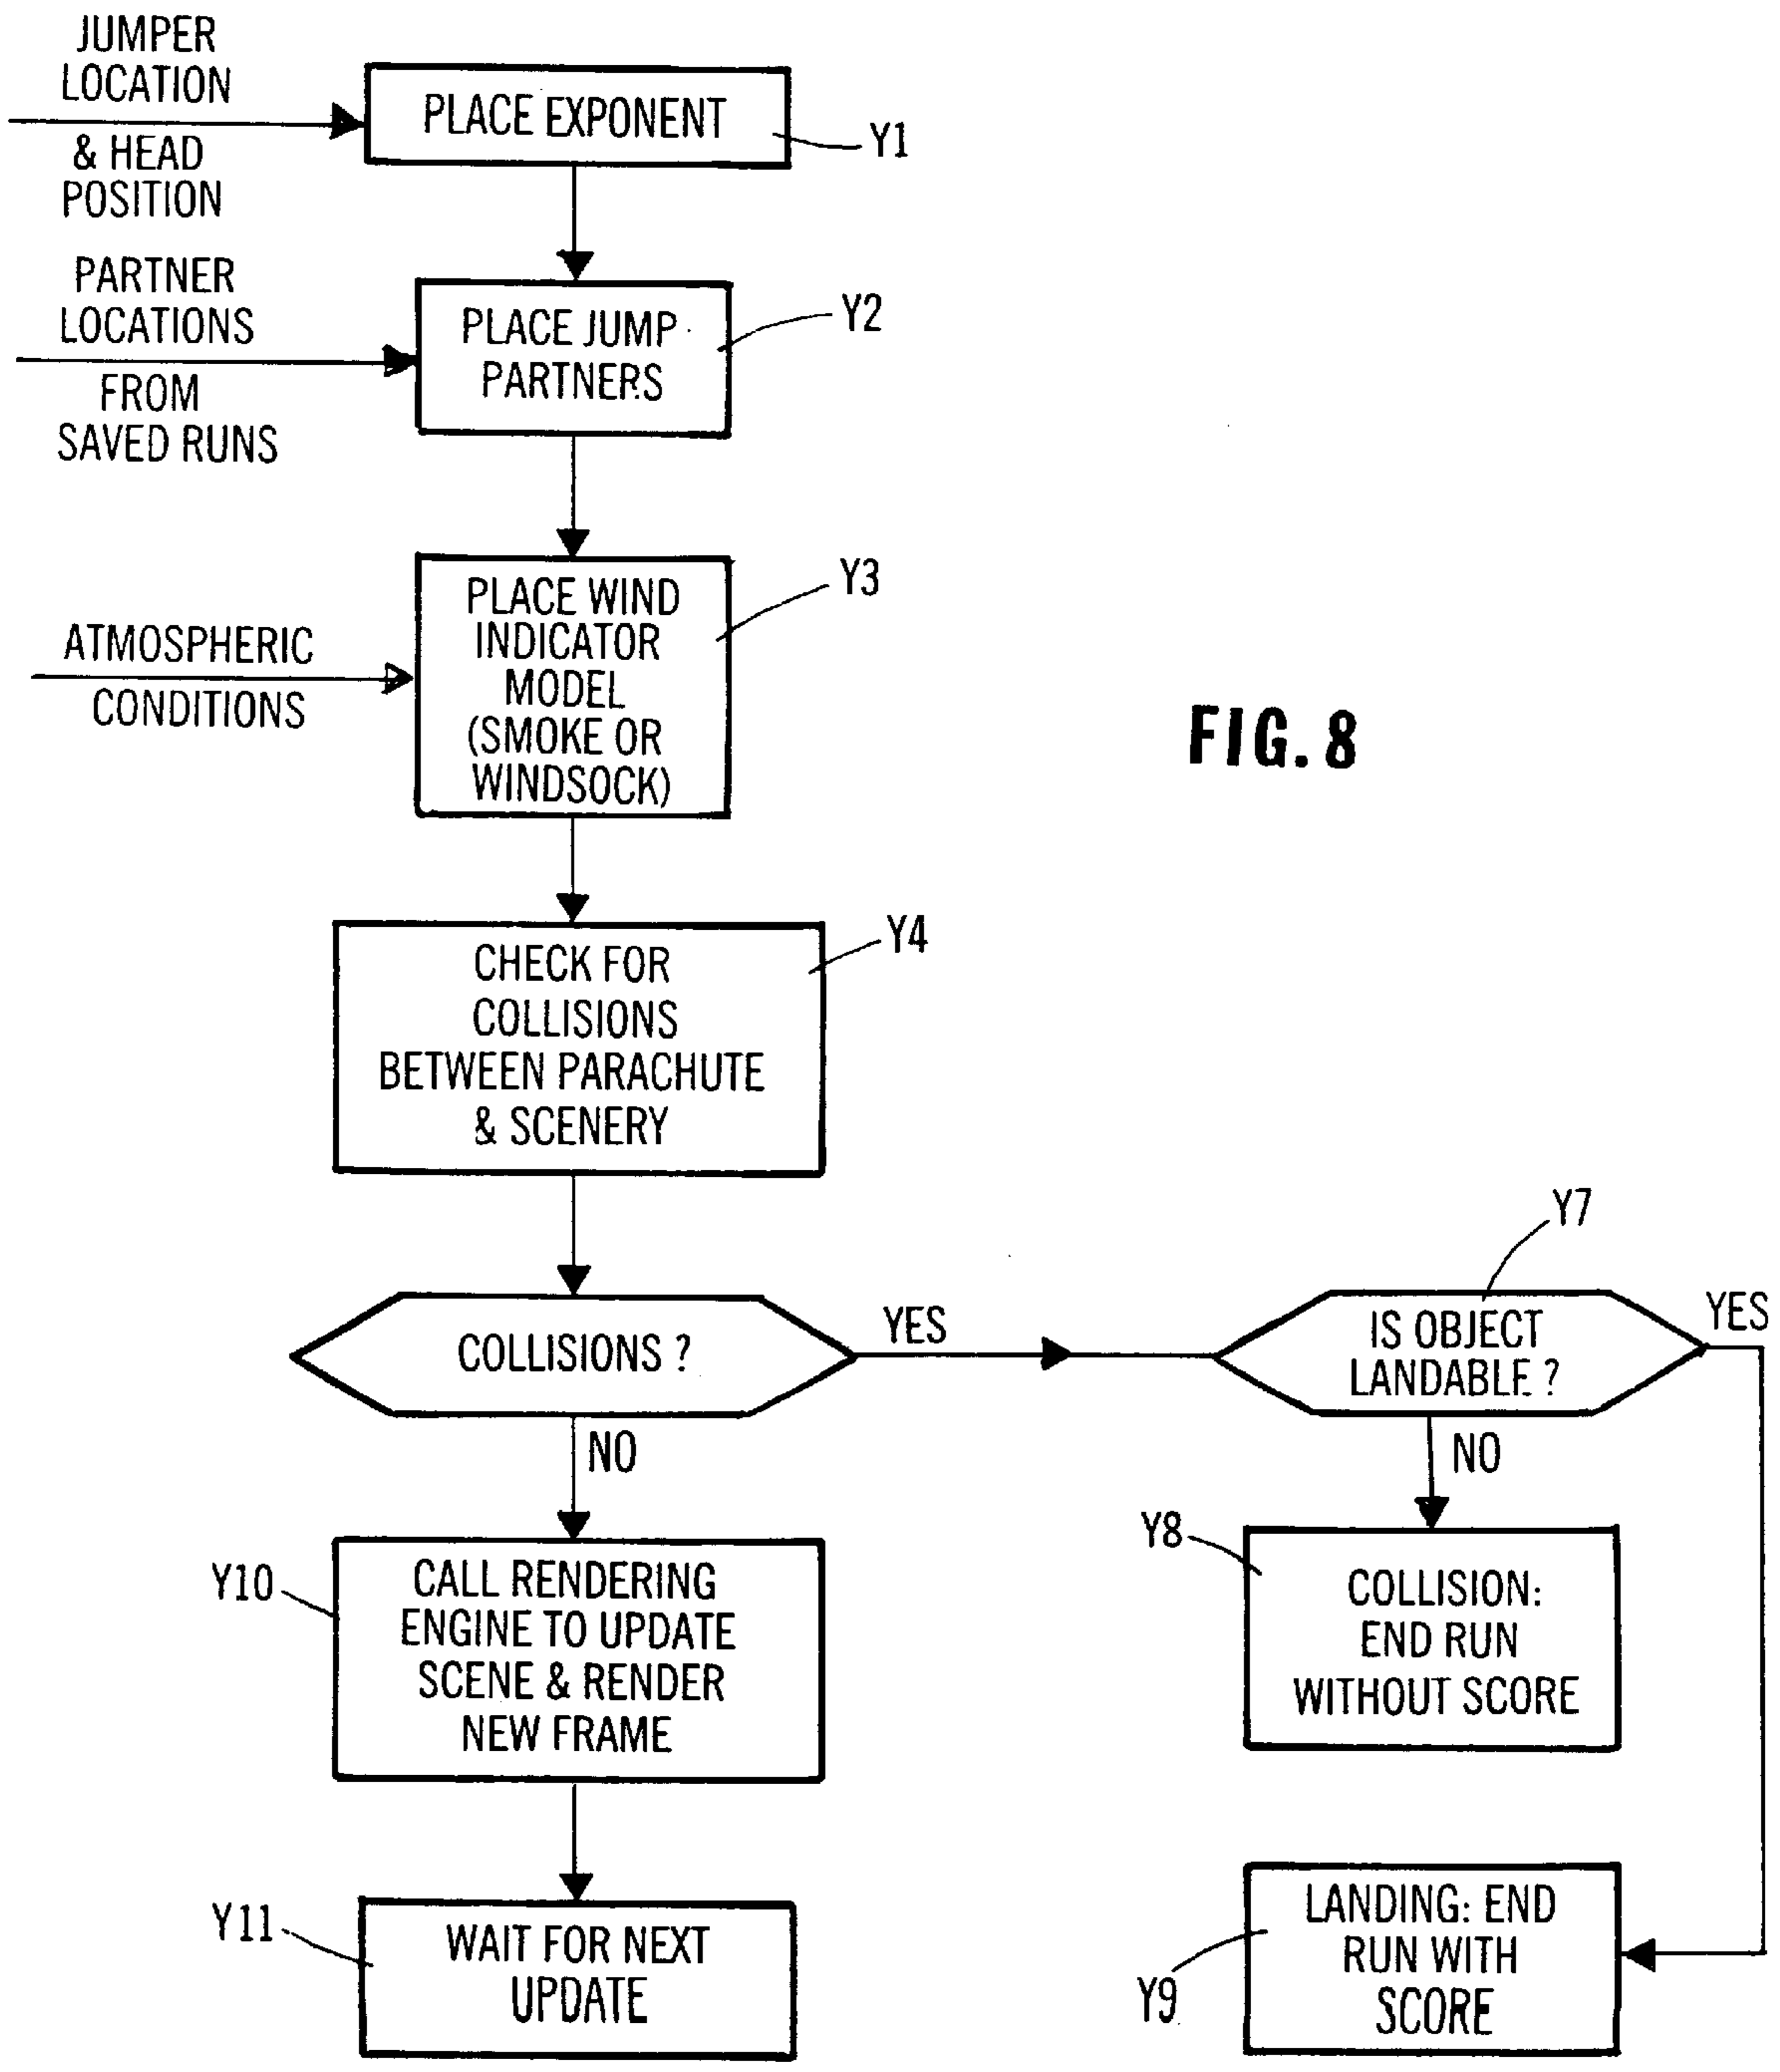 JUMPER
LOCATION
& HEAD
POSITION
PLACE EXPONENT
Y1
PARTNER
LOCATIONS
FROM
SAVED RUNS
PLACE JUMP
PARTNERS
Y2
ATMOSPHERIC
CONDITIONS
PLACE WIND
INDICATOR
MODEL
(SMOKE OR
WINDSOCK)
Y3
FIG. 8
CHECK FOR
COLLISIONS
BETWEEN PARACHUTE
& SCENERY
Y4
COLLISIONS ?
YES
NO
Y7
IS OBJECT
LANDABLE ?
YES
NO
Y8
COLLISION:
END RUN
WITHOUT SCORE
Y10
CALL RENDERING
ENGINE TO UPDATE
SCENE & RENDER
NEW FRAME
Y11
WAIT FOR NEXT
UPDATE
Y9
LANDING: END
RUN WITH
SCORE